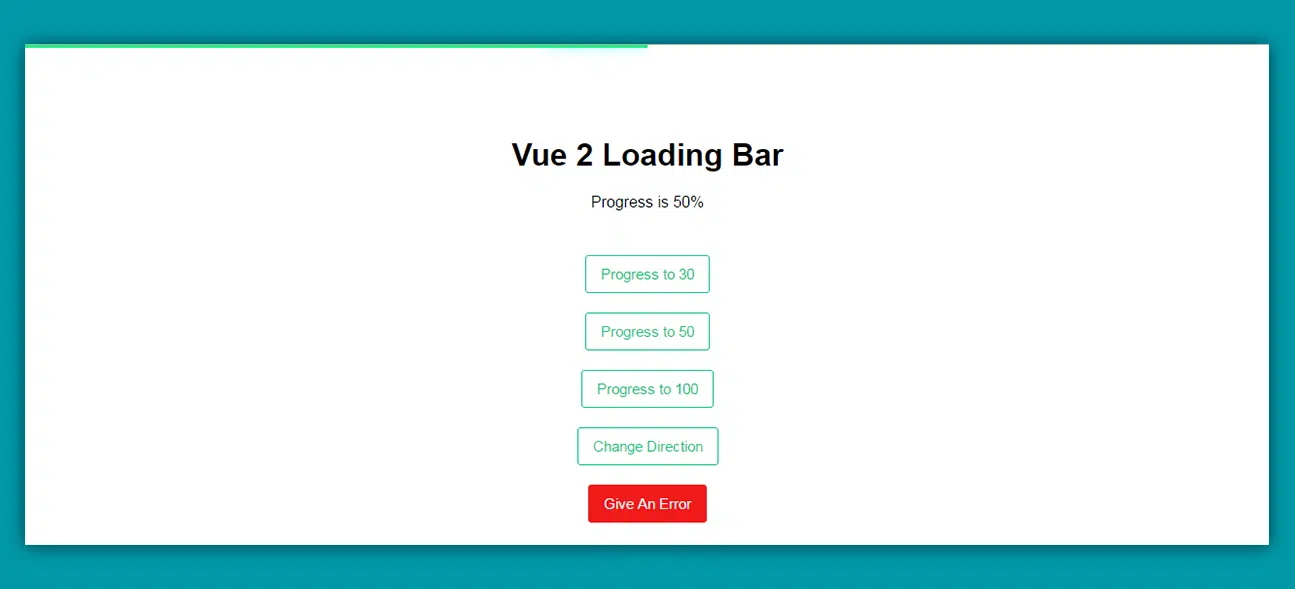 Vue 2 Loading Bar
Progress is 50%
Progress to 30
Progress to 50
Progress to 100
Change Direction
Give An Error